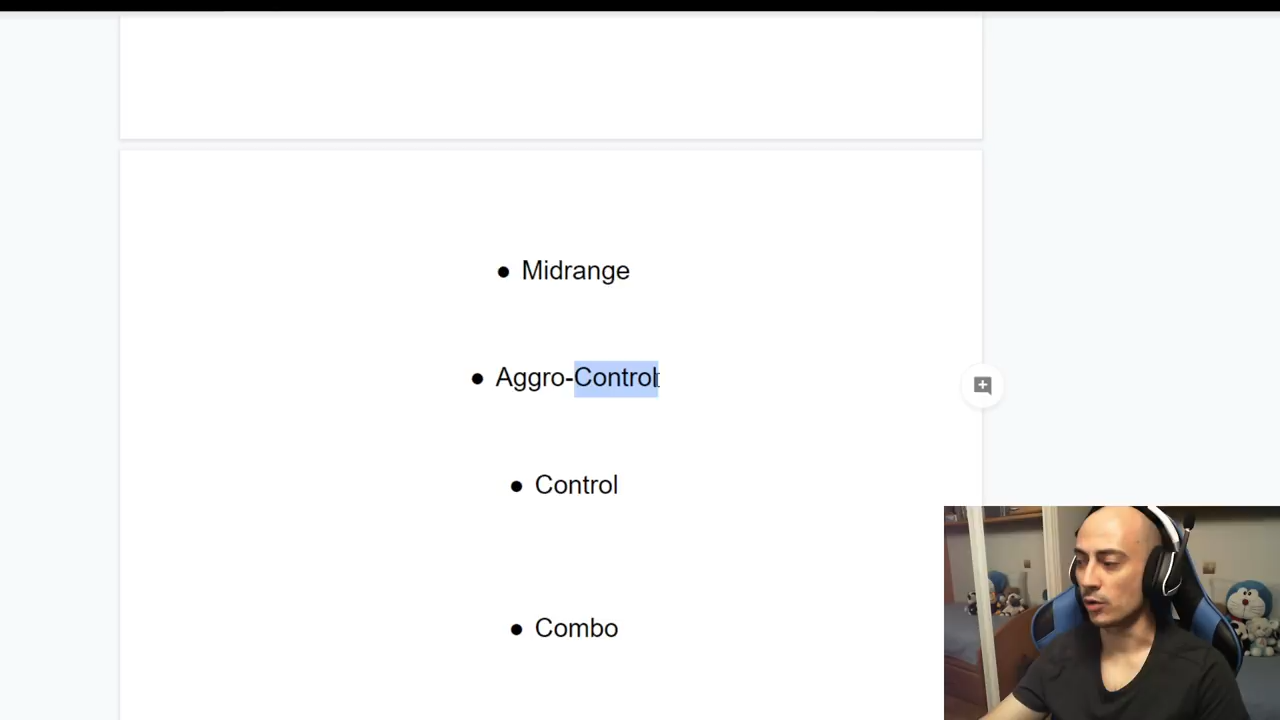 ● Midrange
● Aggro-Control
● Control
● Combo